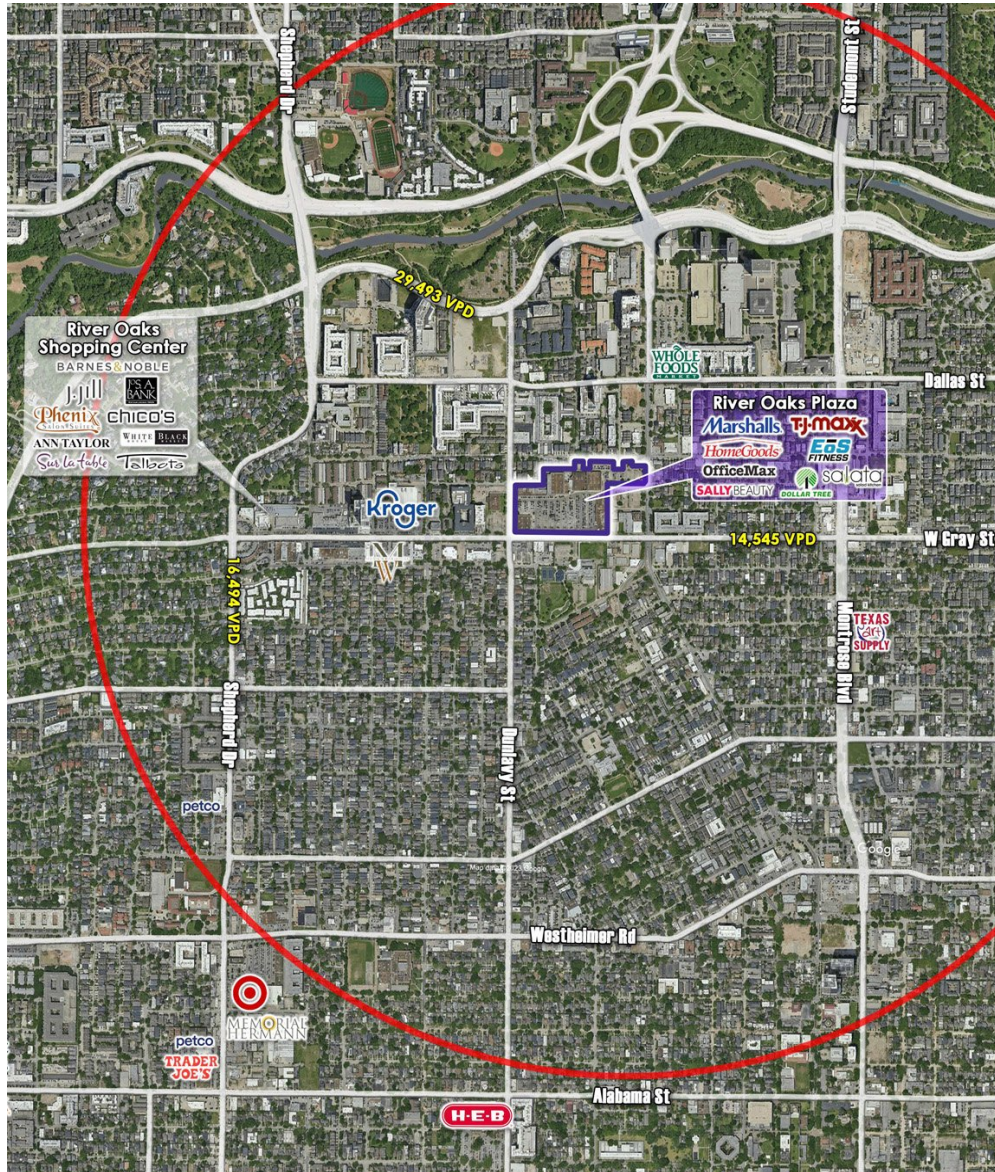 Shepherd Dr
Studemont St
29,493 VPD
River Oaks
Shopping Center
BARNES & NOBLE
J.Jill
JoS. A.
BANK
Phenix
Salon Suites
chico's
ANN TAYLOR
WHITE
HOUSE
BLACK
MARKET
Sur la table
Talbots
WHOLE
FOODS
MARKET
Dallas St
River Oaks Plaza
Marshalls.
T.J.maxx
HomeGoods
EōS
FITNESS
OfficeMax
SALLY BEAUTY
DOLLAR TREE
salata
Kroger
14,545 VPD
W Gray St
16,494 VPD
TEXAS
art
SUPPLY
Montrose Blvd
Shepherd Dr
Dunlavy St
petco
Google
Westheimer Rd
MEMORIAL
HERMANN
petco
TRADER
JOE'S
Alabama St
H-E-B